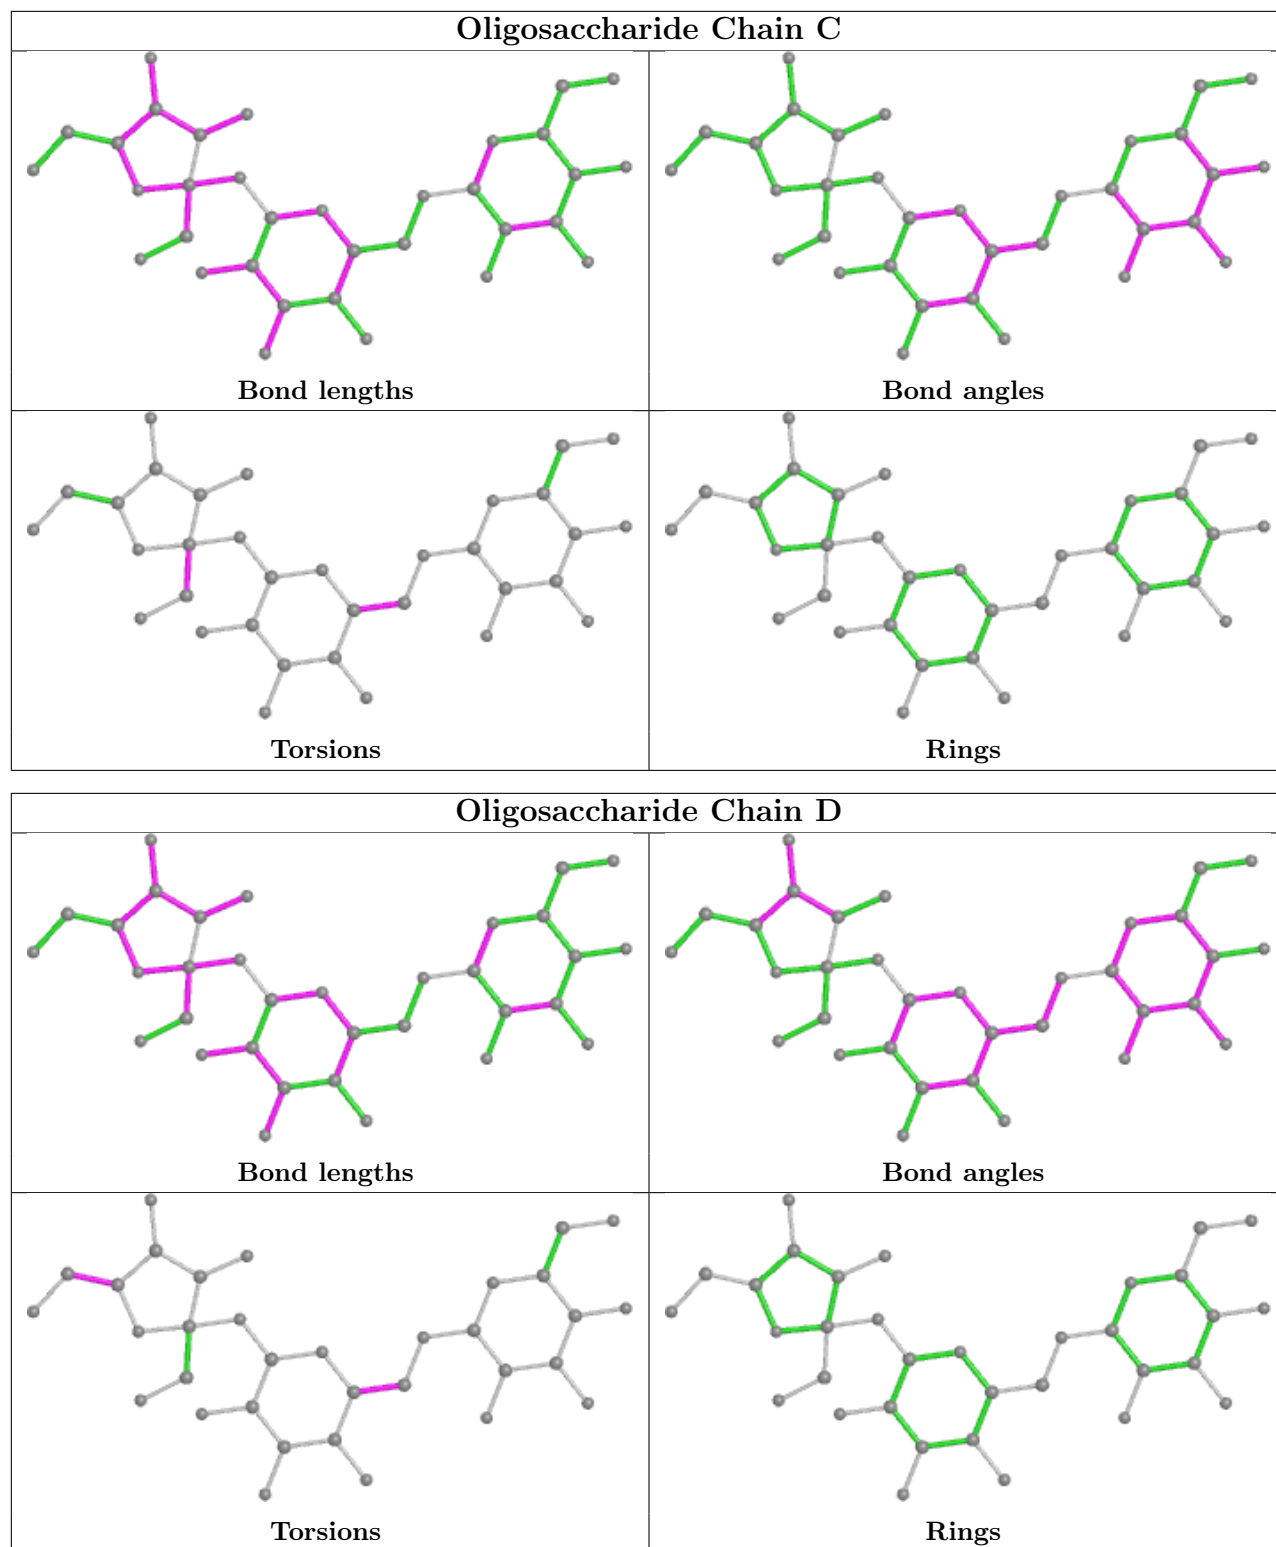 Oligosaccharide Chain C
Bond lengths
Bond angles
Torsions
Rings
Oligosaccharide Chain D
Bond lengths
Bond angles
Torsions
Rings